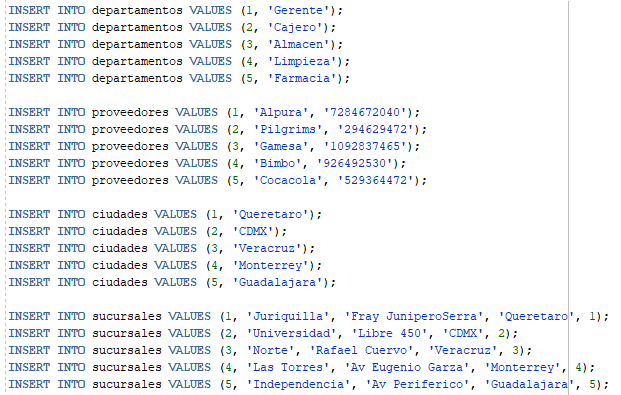 INSERT INTO departamentos VALUES (1, 'Gerente');
INSERT INTO departamentos VALUES (2, 'Cajero');
INSERT INTO departamentos VALUES (3, 'Almacen');
INSERT INTO departamentos VALUES (4, 'Limpieza');
INSERT INTO departamentos VALUES (5, 'Farmacia');
INSERT INTO proveedores VALUES (1, 'Alpura', '7284672040');
INSERT INTO proveedores VALUES (2, 'Pilgrims', '294629472');
INSERT INTO proveedores VALUES (3, 'Gamesa', '1092837465');
INSERT INTO proveedores VALUES (4, 'Bimbo', '926492530');
INSERT INTO proveedores VALUES (5, 'Cocacola', '529364472');
INSERT INTO ciudades VALUES (1, 'Queretaro');
INSERT INTO ciudades VALUES (2, 'CDMX');
INSERT INTO ciudades VALUES (3, 'Veracruz');
INSERT INTO ciudades VALUES (4, 'Monterrey');
INSERT INTO ciudades VALUES (5, 'Guadalajara');
INSERT INTO sucursales VALUES (1, 'Juriquilla', 'Fray JuniperoSerra', 'Queretaro', 1);
INSERT INTO sucursales VALUES (2, 'Universidad', 'Libre 450', 'CDMX', 2);
INSERT INTO sucursales VALUES (3, 'Norte', 'Rafael Cuervo', 'Veracruz', 3);
INSERT INTO sucursales VALUES (4, 'Las Torres', 'Av Eugenio Garza', 'Monterrey', 4);
INSERT INTO sucursales VALUES (5, 'Independencia', 'Av Periferico', 'Guadalajara', 5);